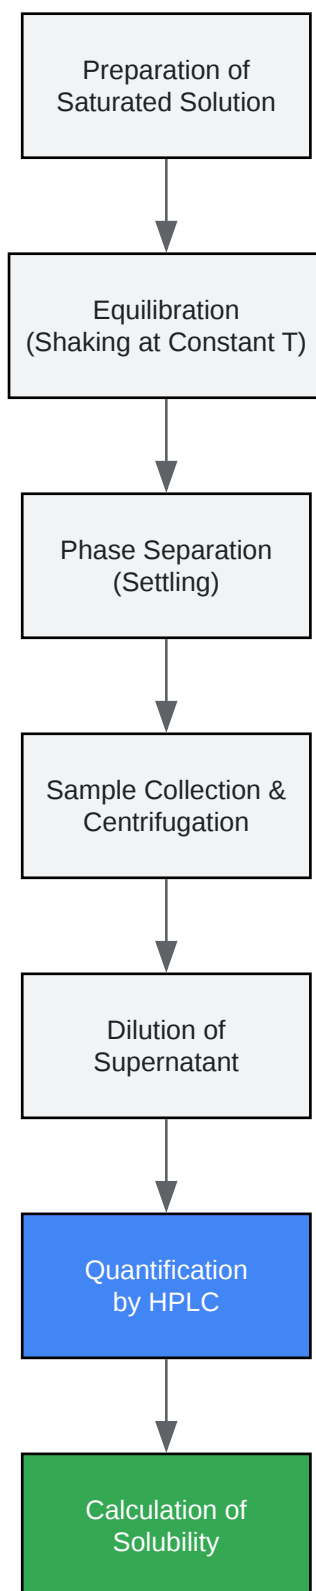 Preparation of
Saturated Solution
Equilibration
(Shaking at Constant T)
Phase Separation
(Settling)
Sample Collection &
Centrifugation
Dilution of
Supernatant
Quantification
by HPLC
Calculation of
Solubility